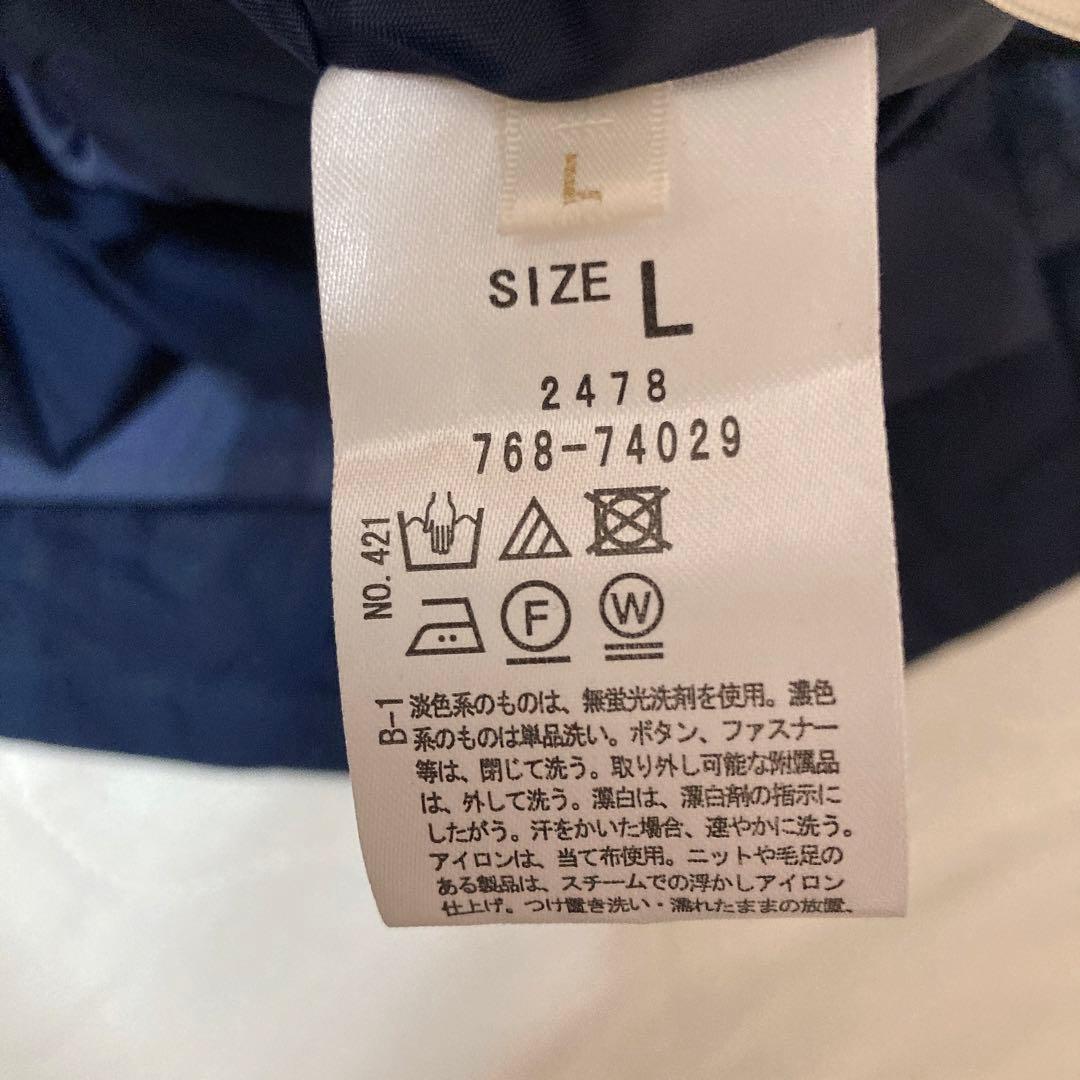 L
SIZE L
2478
768-74029
NO. 421
F W
B-1
淡色系のものは、無蛍光洗剤を使用。濃色
系のものは単品洗い。ボタン、ファスナー
等は、閉じて洗う。取り外し可能な附属品
は、外して洗う。漂白は、漂白剤の指示に
したがう。汗をかいた場合、速やかに洗う。
アイロンは、当て布使用。ニットや毛足の
ある製品は、スチームでの浮かしアイロン
仕上げ。つけ置き洗い・濡れたままの放置、